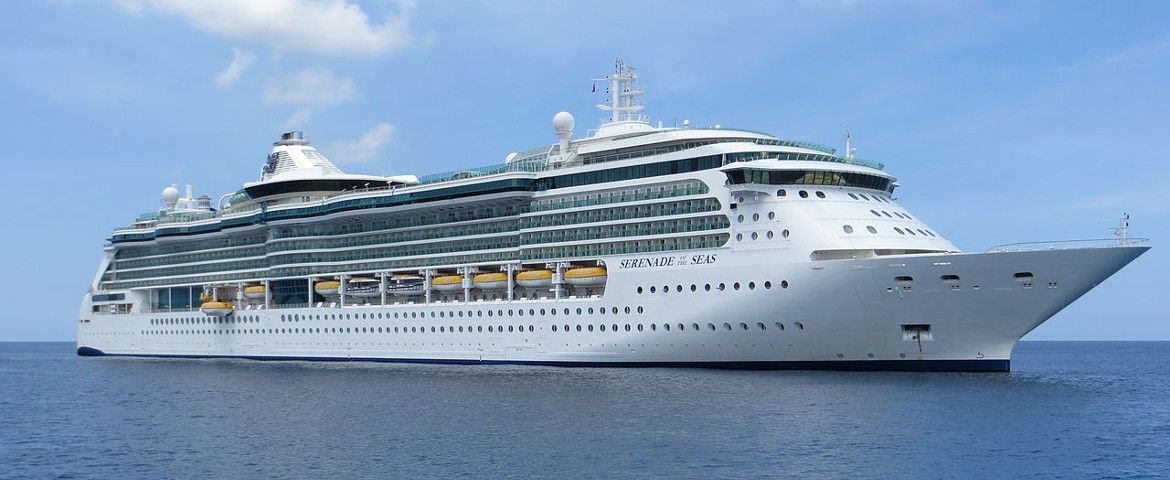 SERENADE OF THE SEAS